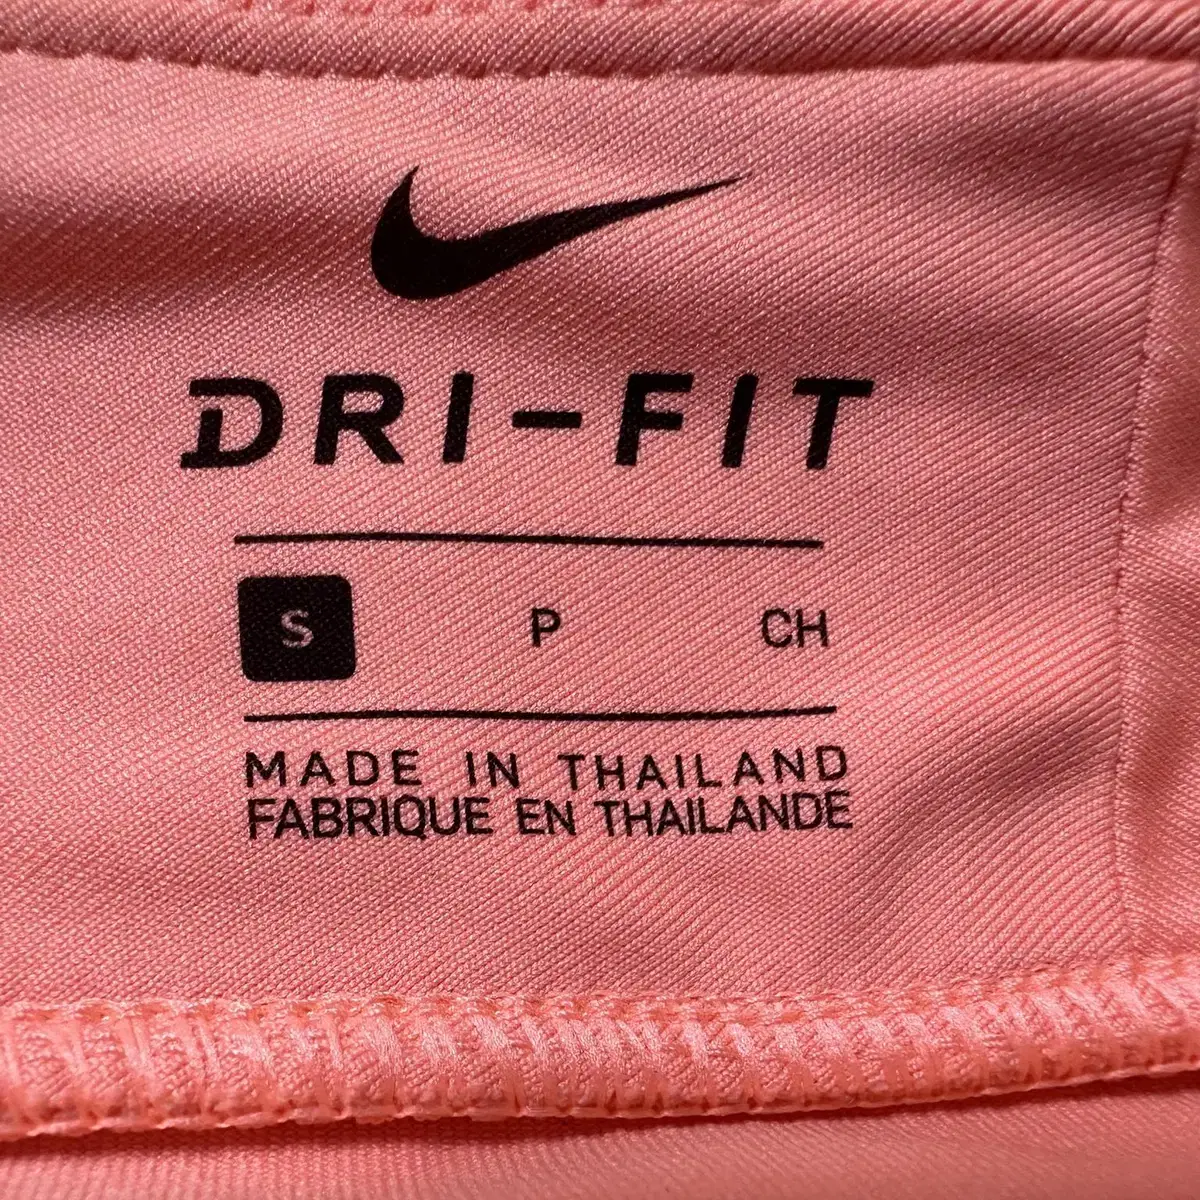 DRI-FIT
S P CH
MADE IN THAILAND
FABRIQUE EN THAILANDE